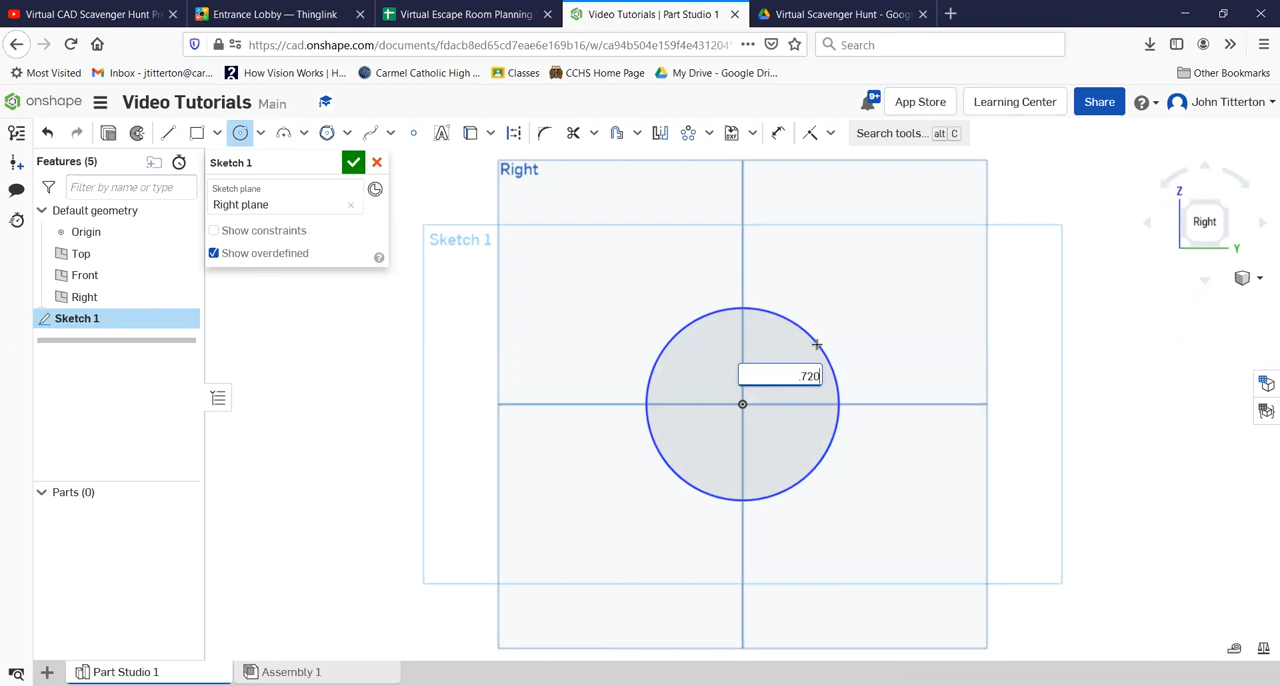 Virtual CAD Scavenger Hunt Pr
Entrance Lobby — Thinglink
Virtual Escape Room Planning
Video Tutorials | Part Studio 1
Virtual Scavenger Hunt - Goog
https://cad.onshape.com/documents/fdacb8ed65cd7eae6e169b16/w/ca94b504e159f4e431204
Search
Most Visited
Inbox - jtitterton@car...
How Vision Works | H...
Carmel Catholic High ...
Classes
CCHS Home Page
My Drive - Google Dri...
Other Bookmarks
onshape
Video Tutorials Main
9+
App Store
Learning Center
Share
John Titterton
Search tools... alt C
Features (5)
Filter by name or type
Default geometry
Origin
Top
Front
Right
Sketch 1
Parts (0)
Sketch 1
Sketch plane
Right plane
Show constraints
Show overdefined
Right
Sketch 1
.720
Z
Right
Y
Part Studio 1
Assembly 1